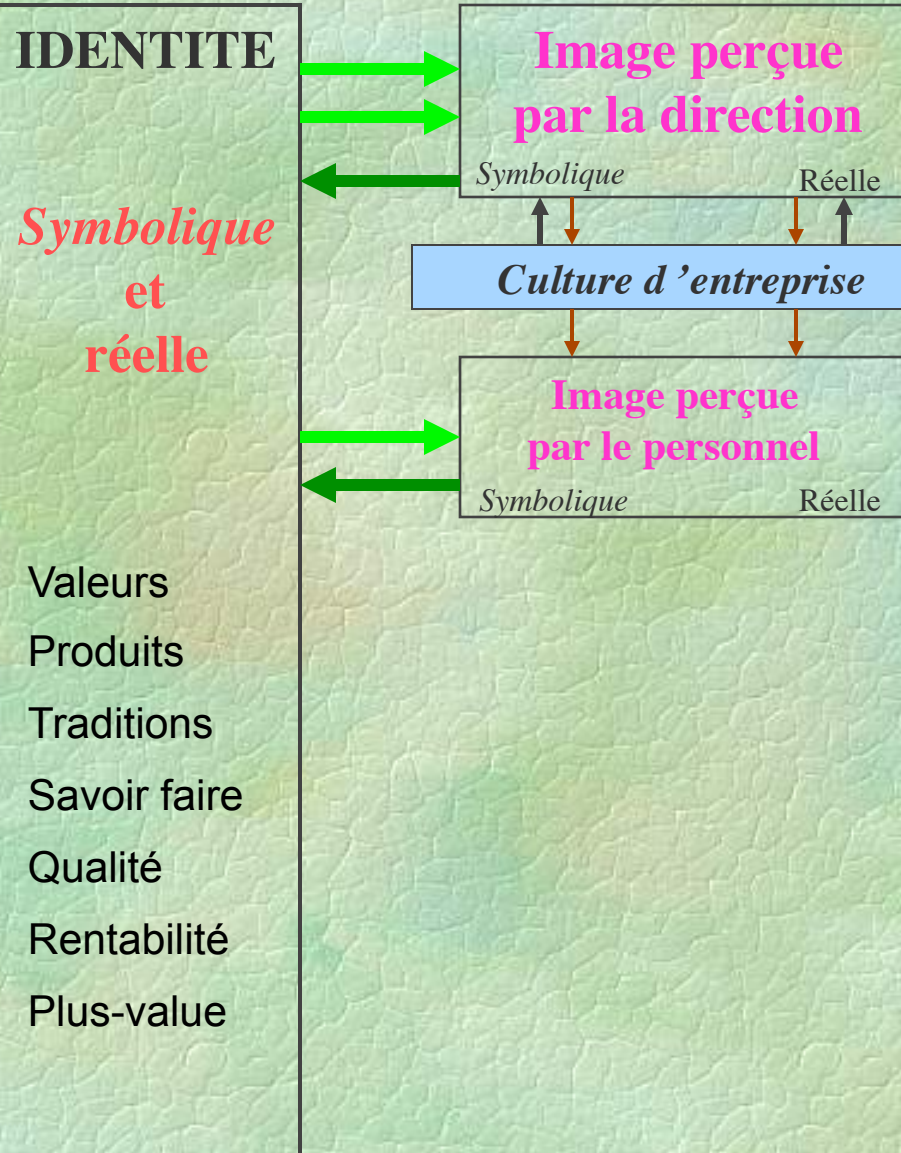 IDENTITE
Symbolique
et
réelle
Valeurs
Produits
Traditions
Savoir faire
Qualité
Rentabilité
Plus-value
Image perçue
par la direction
Symbolique
Réelle
Culture d ’entreprise
Image perçue
par le personnel
Symbolique
Réelle